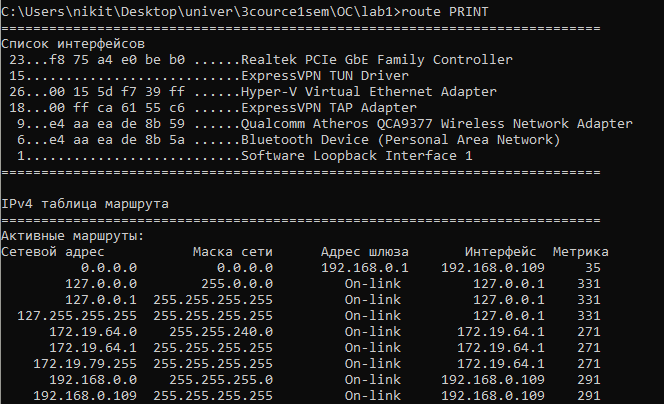 C:\Users\nikit\Desktop\univer\3cource1sem\OC\lab1>route PRINT
===========================================================================
Список интерфейсов
 23...f8 75 a4 e0 be b0 ......Realtek PCIe GbE Family Controller
 15...........................ExpressVPN TUN Driver
 26...00 15 5d f7 39 ff ......Hyper-V Virtual Ethernet Adapter
 18...00 ff ca 61 55 c6 ......ExpressVPN TAP Adapter
  9...e4 aa ea de 8b 59 ......Qualcomm Atheros QCA9377 Wireless Network Adapter
  6...e4 aa ea de 8b 5a ......Bluetooth Device (Personal Area Network)
  1...........................Software Loopback Interface 1
===========================================================================
IPv4 таблица маршрута
===========================================================================
Активные маршруты:
Сетевой адрес           Маска сети      Адрес шлюза       Интерфейс  Метрика
          0.0.0.0          0.0.0.0      192.168.0.1    192.168.0.109     35
        127.0.0.0        255.0.0.0         On-link         127.0.0.1    331
        127.0.0.1  255.255.255.255         On-link         127.0.0.1    331
  127.255.255.255  255.255.255.255         On-link         127.0.0.1    331
      172.19.64.0    255.255.240.0         On-link       172.19.64.1    271
      172.19.64.1  255.255.255.255         On-link       172.19.64.1    271
    172.19.79.255  255.255.255.255         On-link       172.19.64.1    271
      192.168.0.0    255.255.255.0         On-link     192.168.0.109    291
    192.168.0.109  255.255.255.255         On-link     192.168.0.109    291